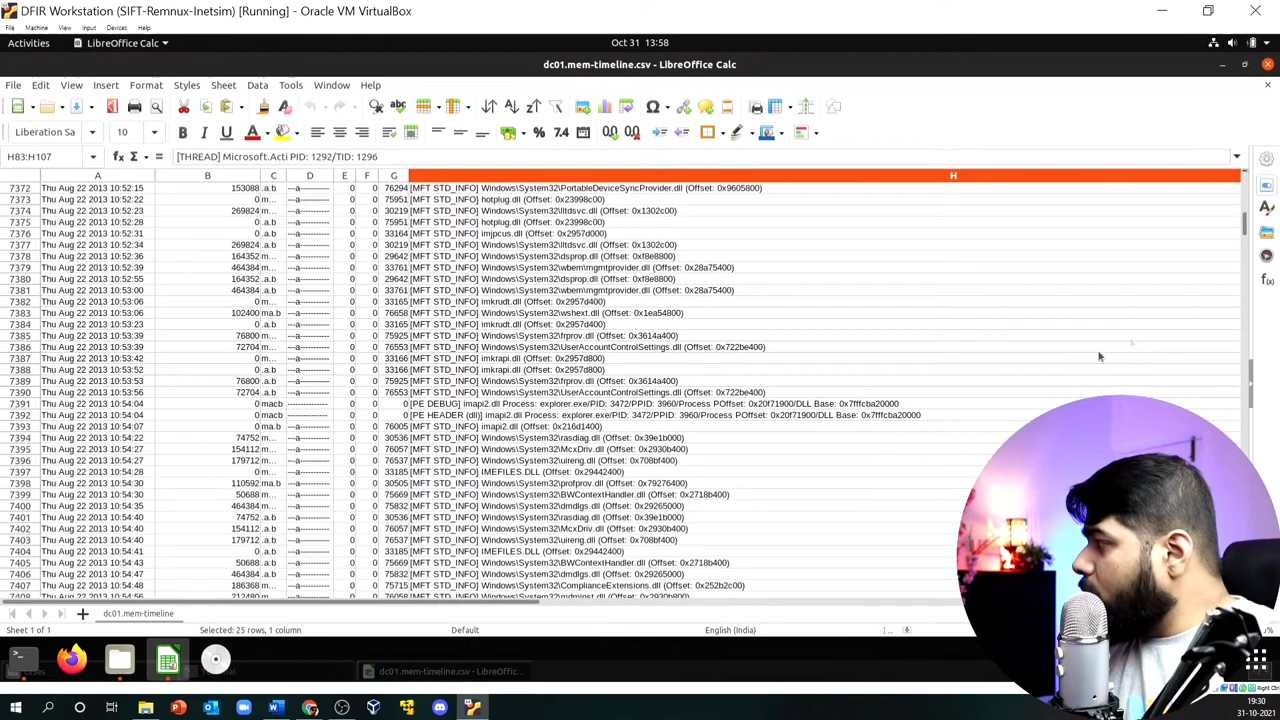 DFIR Workstation (SIFT-Remnux-Inetsim) [Running] - Oracle VM VirtualBox
File Machine View Input Devices Help
Activities LibreOffice Calc Oct 31 13:58
dc01.mem-timeline.csv - LibreOffice Calc
File Edit View Insert Format Styles Sheet Data Tools Window Help
Liberation Sa 10
H83:H107 [THREAD] Microsoft.Acti PID: 1292/TID: 1296
A B C D E F G H
7372 Thu Aug 22 2013 10:52:15 153088 .a.b ---a----------- 0 0 76294 [MFT STD_INFO] Windows\System32\PortableDeviceSyncProvider.dll (Offset: 0x9605800)
7373 Thu Aug 22 2013 10:52:22 0 m... ---a----------- 0 0 75951 [MFT STD_INFO] hotplug.dll (Offset: 0x23998c00)
7374 Thu Aug 22 2013 10:52:23 269824 m... ---a----------- 0 0 30219 [MFT STD_INFO] Windows\System32\lltdsvc.dll (Offset: 0x1302c00)
7375 Thu Aug 22 2013 10:52:28 0 .a.b ---a----------- 0 0 75951 [MFT STD_INFO] hotplug.dll (Offset: 0x23998c00)
7376 Thu Aug 22 2013 10:52:31 0 .a.b ---a----------- 0 0 33164 [MFT STD_INFO] imjpcus.dll (Offset: 0x2957d000)
7377 Thu Aug 22 2013 10:52:34 269824 .a.b ---a----------- 0 0 30219 [MFT STD_INFO] Windows\System32\lltdsvc.dll (Offset: 0x1302c00)
7378 Thu Aug 22 2013 10:52:36 164352 m... ---a----------- 0 0 29642 [MFT STD_INFO] Windows\System32\dsprop.dll (Offset: 0xf8e8800)
7379 Thu Aug 22 2013 10:52:39 464384 m... ---a----------- 0 0 33761 [MFT STD_INFO] Windows\System32\wbem\mgmtprovider.dll (Offset: 0x28a75400)
7380 Thu Aug 22 2013 10:52:55 164352 .a.b ---a----------- 0 0 29642 [MFT STD_INFO] Windows\System32\dsprop.dll (Offset: 0xf8e8800)
7381 Thu Aug 22 2013 10:53:00 464384 .a.b ---a----------- 0 0 33761 [MFT STD_INFO] Windows\System32\wbem\mgmtprovider.dll (Offset: 0x28a75400)
7382 Thu Aug 22 2013 10:53:06 0 m... ---a----------- 0 0 33165 [MFT STD_INFO] imkrudt.dll (Offset: 0x2957d400)
7383 Thu Aug 22 2013 10:53:06 102400 ma.b ---a----------- 0 0 76658 [MFT STD_INFO] Windows\System32\wshext.dll (Offset: 0x1ea54800)
7384 Thu Aug 22 2013 10:53:23 0 .a.b ---a----------- 0 0 33165 [MFT STD_INFO] imkrudt.dll (Offset: 0x2957d400)
7385 Thu Aug 22 2013 10:53:39 76800 m... ---a----------- 0 0 75925 [MFT STD_INFO] Windows\System32\frprov.dll (Offset: 0x3614a400)
7386 Thu Aug 22 2013 10:53:39 72704 m... ---a----------- 0 0 76553 [MFT STD_INFO] Windows\System32\UserAccountControlSettings.dll (Offset: 0x722be400)
7387 Thu Aug 22 2013 10:53:42 0 m... ---a----------- 0 0 33166 [MFT STD_INFO] imkrapi.dll (Offset: 0x2957d800)
7388 Thu Aug 22 2013 10:53:52 0 .a.b ---a----------- 0 0 33166 [MFT STD_INFO] imkrapi.dll (Offset: 0x2957d800)
7389 Thu Aug 22 2013 10:53:53 76800 .a.b ---a----------- 0 0 75925 [MFT STD_INFO] Windows\System32\frprov.dll (Offset: 0x3614a400)
7390 Thu Aug 22 2013 10:53:56 72704 .a.b ---a----------- 0 0 76553 [MFT STD_INFO] Windows\System32\UserAccountControlSettings.dll (Offset: 0x722be400)
7391 Thu Aug 22 2013 10:54:04 0 macb --------------- 0 0 0 [PE DEBUG] imapi2.dll Process: explorer.exe/PID: 3472/PPID: 3960/Process POffset: 0x20f71900/DLL Base: 0x7fffcba20000
7392 Thu Aug 22 2013 10:54:04 0 macb --------------- 0 0 0 [PE HEADER (dll)] imapi2.dll Process: explorer.exe/PID: 3472/PPID: 3960/Process POffset: 0x20f71900/DLL Base: 0x7fffcba20000
7393 Thu Aug 22 2013 10:54:07 0 ma.b ---a----------- 0 0 76005 [MFT STD_INFO] imapi2.dll (Offset: 0x216d1400)
7394 Thu Aug 22 2013 10:54:22 74752 m... ---a----------- 0 0 30536 [MFT STD_INFO] Windows\System32\rasdiag.dll (Offset: 0x39e1b000)
7395 Thu Aug 22 2013 10:54:27 154112 m... ---a----------- 0 0 76057 [MFT STD_INFO] Windows\System32\McxDriv.dll (Offset: 0x2930b400)
7396 Thu Aug 22 2013 10:54:27 179712 m... ---a----------- 0 0 76537 [MFT STD_INFO] Windows\System32\uireng.dll (Offset: 0x708bf400)
7397 Thu Aug 22 2013 10:54:28 0 m... ---a----------- 0 0 33185 [MFT STD_INFO] IMEFILES.DLL (Offset: 0x29442400)
7398 Thu Aug 22 2013 10:54:30 110592 ma.b ---a----------- 0 0 30505 [MFT STD_INFO] Windows\System32\profprov.dll (Offset: 0x79276400)
7399 Thu Aug 22 2013 10:54:30 50688 m... ---a----------- 0 0 75669 [MFT STD_INFO] Windows\System32\BWContextHandler.dll (Offset: 0x2718b400)
7400 Thu Aug 22 2013 10:54:35 464384 m... ---a----------- 0 0 75832 [MFT STD_INFO] Windows\System32\dmdlgs.dll (Offset: 0x29265000)
7401 Thu Aug 22 2013 10:54:40 74752 .a.b ---a----------- 0 0 30536 [MFT STD_INFO] Windows\System32\rasdiag.dll (Offset: 0x39e1b000)
7402 Thu Aug 22 2013 10:54:40 154112 .a.b ---a----------- 0 0 76057 [MFT STD_INFO] Windows\System32\McxDriv.dll (Offset: 0x2930b400)
7403 Thu Aug 22 2013 10:54:40 179712 .a.b ---a----------- 0 0 76537 [MFT STD_INFO] Windows\System32\uireng.dll (Offset: 0x708bf400)
7404 Thu Aug 22 2013 10:54:41 0 .a.b ---a----------- 0 0 33185 [MFT STD_INFO] IMEFILES.DLL (Offset: 0x29442400)
7405 Thu Aug 22 2013 10:54:43 50688 .a.b ---a----------- 0 0 75669 [MFT STD_INFO] Windows\System32\BWContextHandler.dll (Offset: 0x2718b400)
7406 Thu Aug 22 2013 10:54:47 464384 .a.b ---a----------- 0 0 75832 [MFT STD_INFO] Windows\System32\dmdlgs.dll (Offset: 0x29265000)
7407 Thu Aug 22 2013 10:54:48 186368 m... ---a----------- 0 0 75715 [MFT STD_INFO] Windows\System32\ComplianceExtensions.dll (Offset: 0x252b2c00)
7408 Thu Aug 22 2013 10:54:56 212480 m... ---a----------- 0 0 76058 [MFT STD_INFO] Windows\System32\mdminst.dll (Offset: 0x2930b800)
dc01.mem-timeline
Sheet 1 of 1 Selected: 25 rows, 1 column Default English (India)
dc01.mem-timeline.csv - LibreOffic...
Right Ctrl
19:30
31-10-2021